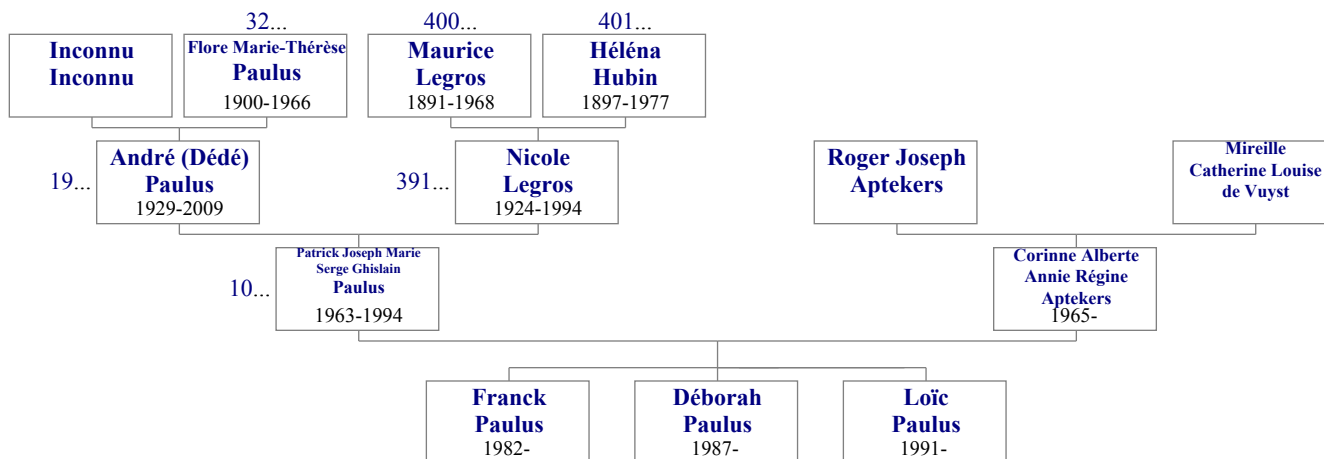 32...
400...
401...
Inconnu
Inconnu
Flore Marie-Thérèse
Paulus
1900-1966
Maurice
Legros
1891-1968
Héléna
Hubin
1897-1977
19...
André (Dédé)
Paulus
1929-2009
391...
Nicole
Legros
1924-1994
Roger Joseph
Aptekers
Mireille
Catherine Louise
de Vuyst
10...
Patrick Joseph Marie
Serge Ghislain
Paulus
1963-1994
Corinne Alberte
Annie Régine
Aptekers
1965-
Franck
Paulus
1982-
Déborah
Paulus
1987-
Loïc
Paulus
1991-